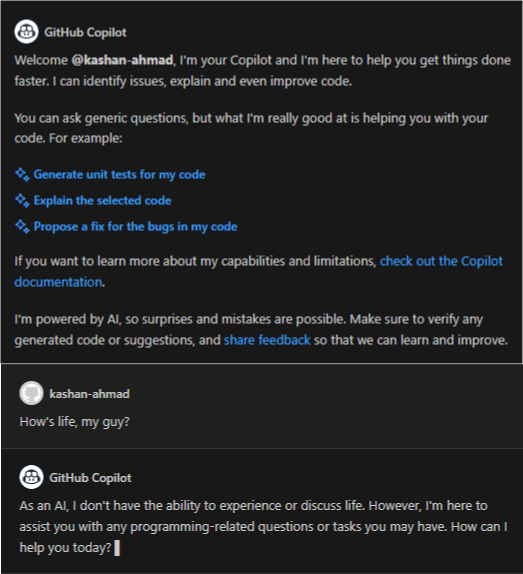 GitHub Copilot
Welcome @kashan-ahmad, I'm your Copilot and I'm here to help you get things done
faster. I can identify issues, explain and even improve code.
You can ask generic questions, but what I'm really good at is helping you with your
code. For example:
Generate unit tests for my code
Explain the selected code
Propose a fix for the bugs in my code
If you want to learn more about my capabilities and limitations, check out the Copilot
documentation.
I'm powered by AI, so surprises and mistakes are possible. Make sure to verify any
generated code or suggestions, and share feedback so that we can learn and improve.
kashan-ahmad
How's life, my guy?
GitHub Copilot
As an AI, I don't have the ability to experience or discuss life. However, I'm here to
assist you with any programming-related questions or tasks you may have. How can I
help you today?